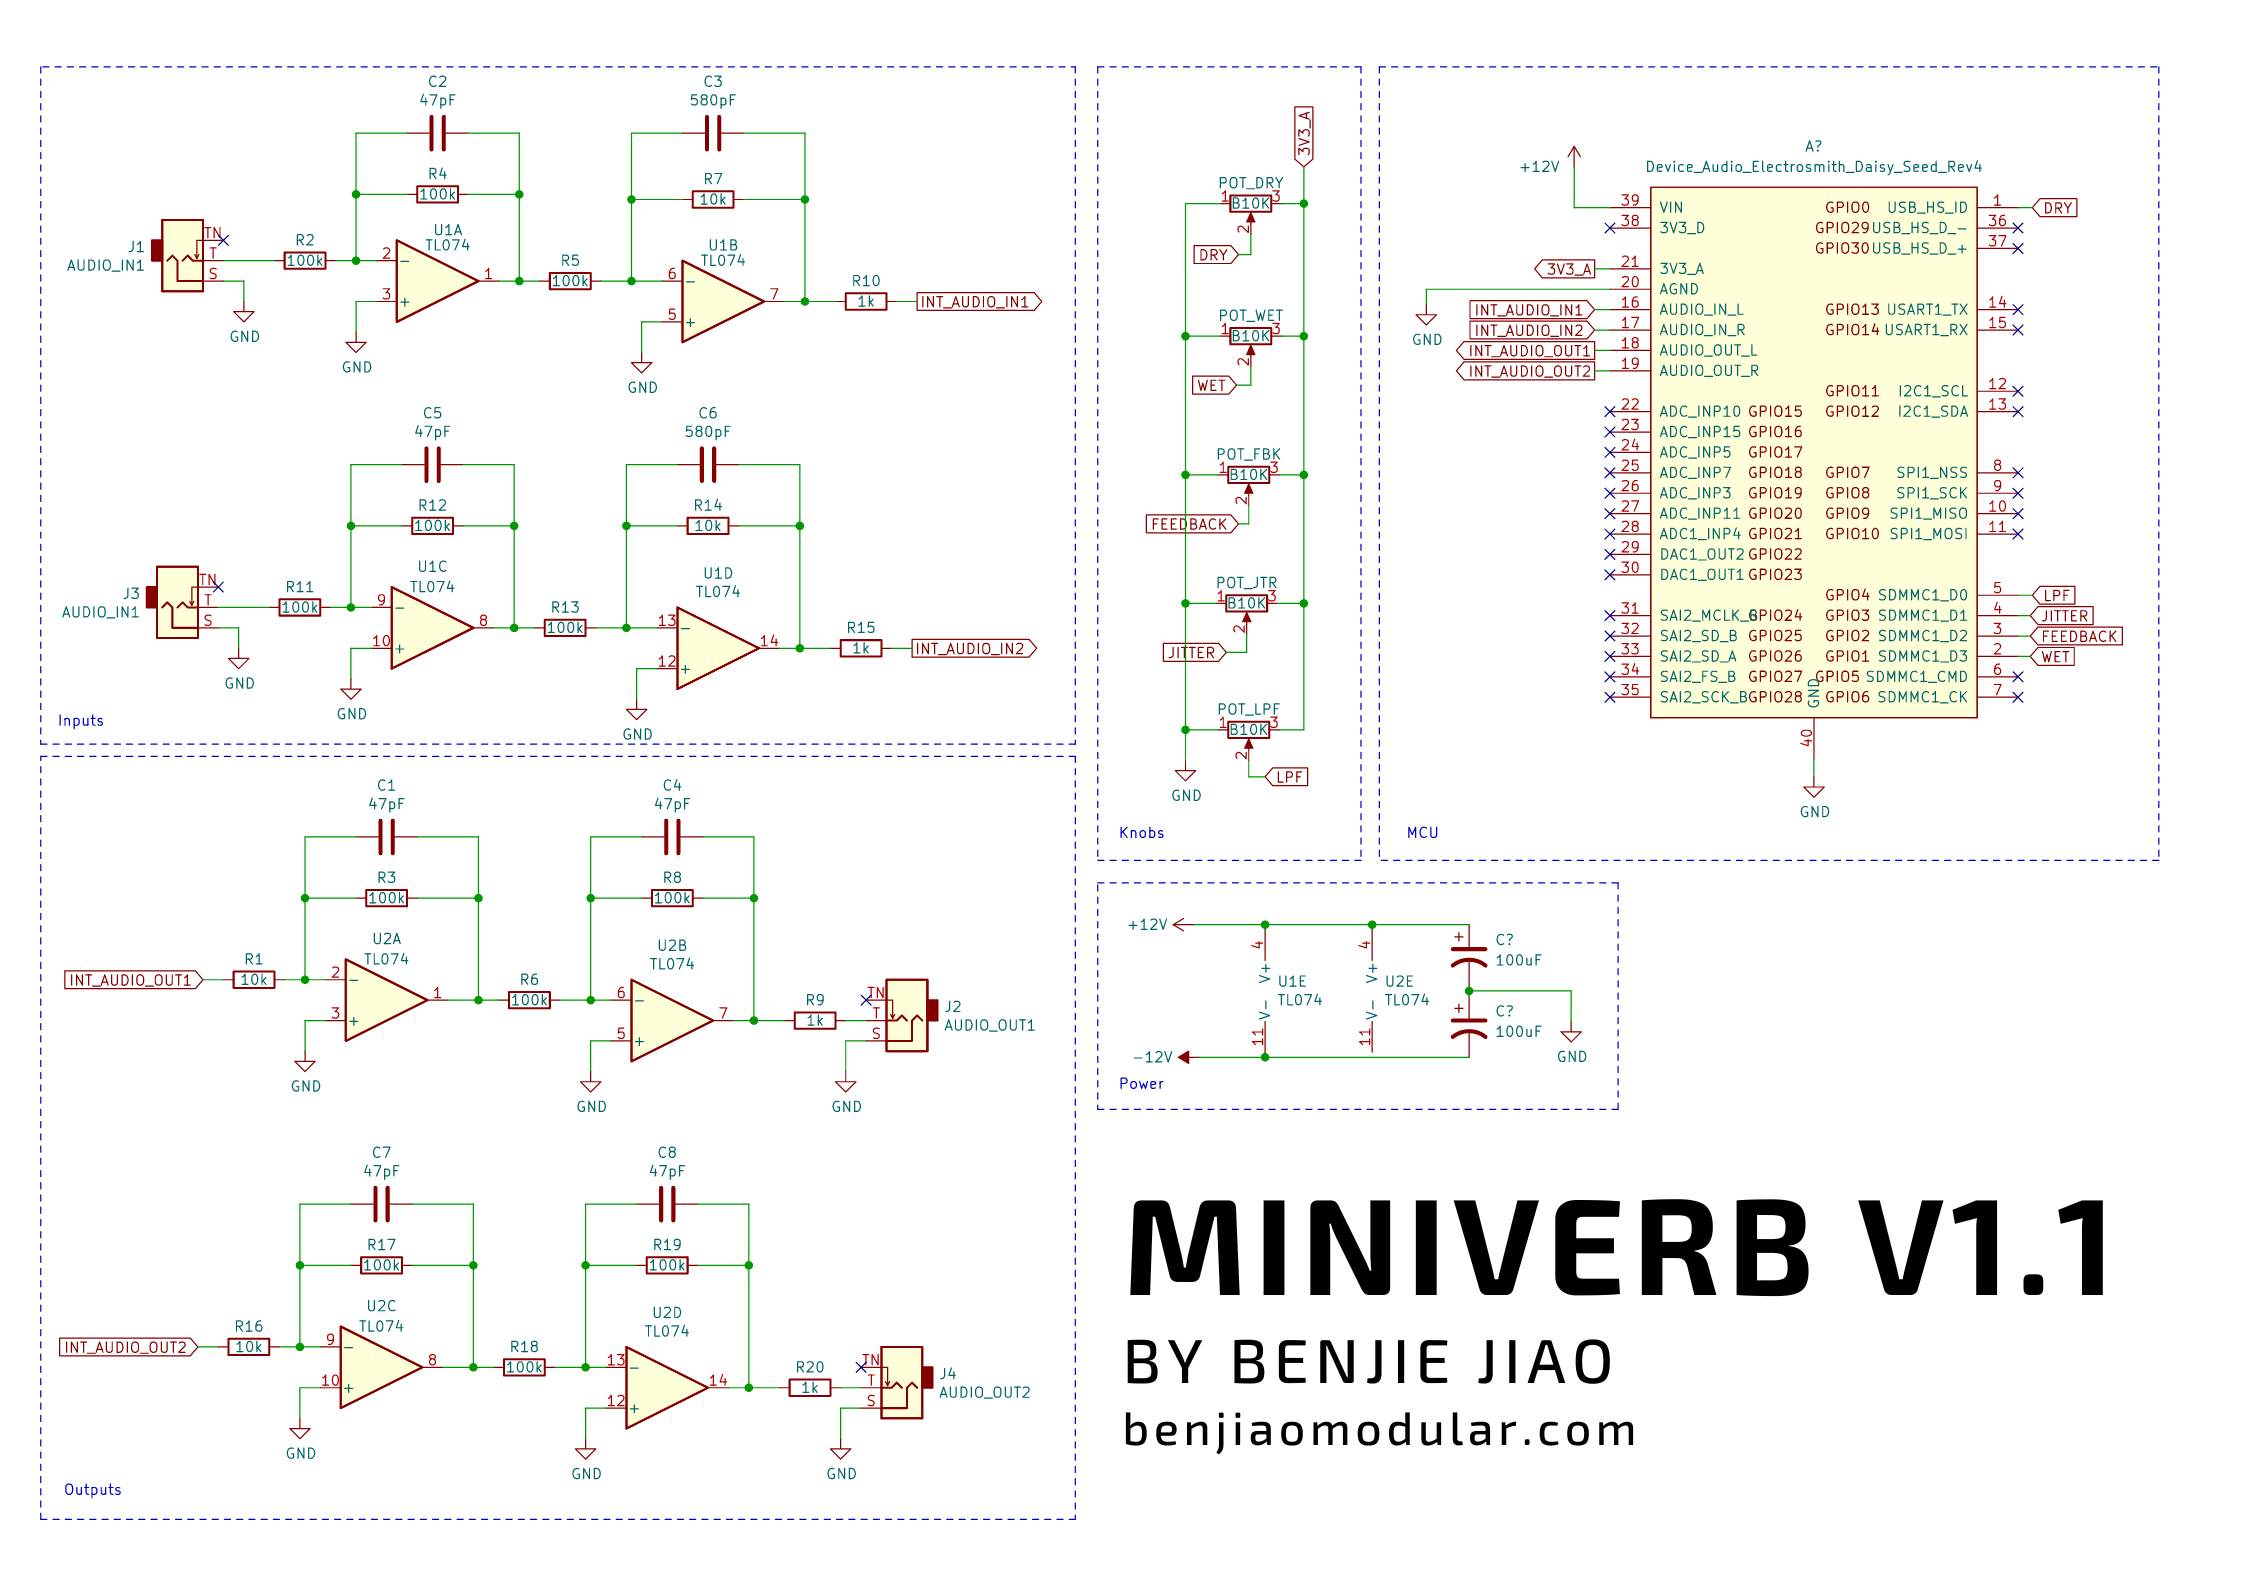 C2
47pF
R4
100k
U1A
TL074
J1
AUDIO_IN1
TN
T
S
R2
100k
2
3
1
GND
GND
R5
100k
C3
580pF
R7
10k
U1B
TL074
6
5
7
GND
R10
1k
INT_AUDIO_IN1
C5
47pF
R12
100k
U1C
TL074
J3
AUDIO_IN1
TN
T
S
R11
100k
9
10
8
GND
GND
R13
100k
C6
580pF
R14
10k
U1D
TL074
13
12
14
GND
R15
1k
INT_AUDIO_IN2
Inputs
C1
47pF
R3
100k
U2A
TL074
INT_AUDIO_OUT1
R1
10k
2
3
1
GND
R6
100k
C4
47pF
R8
100k
U2B
TL074
6
5
7
GND
R9
1k
TN
T
S
J2
AUDIO_OUT1
GND
C7
47pF
R17
100k
U2C
TL074
INT_AUDIO_OUT2
R16
10k
9
10
8
GND
R18
100k
C8
47pF
R19
100k
U2D
TL074
13
12
14
GND
R20
1k
TN
T
S
J4
AUDIO_OUT2
GND
Outputs
3V3_A
POT_DRY
1 B10K 3
2
DRY
POT_WET
1 B10K 3
2
WET
POT_FBK
1 B10K 3
2
FEEDBACK
POT_JTR
1 B10K 3
2
JITTER
POT_LPF
1 B10K 3
2
LPF
GND
Knobs
A?
Device_Audio_Electrosmith_Daisy_Seed_Rev4
+12V
39 VIN GPIO0 USB_HS_ID 1 DRY
38 3V3_D GPIO29 USB_HS_D_- 36
GPIO30 USB_HS_D_+ 37
3V3_A 21 3V3_A
20 AGND
GND
INT_AUDIO_IN1 16 AUDIO_IN_L GPIO13 USART1_TX 14
INT_AUDIO_IN2 17 AUDIO_IN_R GPIO14 USART1_RX 15
INT_AUDIO_OUT1 18 AUDIO_OUT_L
INT_AUDIO_OUT2 19 AUDIO_OUT_R
GPIO11 I2C1_SCL 12
22 ADC_INP10 GPIO15 GPIO12 I2C1_SDA 13
23 ADC_INP15 GPIO16
24 ADC_INP5 GPIO17
25 ADC_INP7 GPIO18 GPIO7 SPI1_NSS 8
26 ADC_INP3 GPIO19 GPIO8 SPI1_SCK 9
27 ADC_INP11 GPIO20 GPIO9 SPI1_MISO 10
28 ADC1_INP4 GPIO21 GPIO10 SPI1_MOSI 11
29 DAC1_OUT2 GPIO22
30 DAC1_OUT1 GPIO23
GPIO4 SDMMC1_D0 5 LPF
31 SAI2_MCLK_B GPIO24 GPIO3 SDMMC1_D1 4 JITTER
32 SAI2_SD_B GPIO25 GPIO2 SDMMC1_D2 3 FEEDBACK
33 SAI2_SD_A GPIO26 GPIO1 SDMMC1_D3 2 WET
34 SAI2_FS_B GPIO27 GPIO5 SDMMC1_CMD 6
35 SAI2_SCK_B GPIO28 GPIO6 SDMMC1_CK 7
GND
40
GND
MCU
+12V
4
V+
U1E
TL074
V-
11
4
V+
U2E
TL074
V-
11
+
C?
100uF
+
C?
100uF
GND
-12V
Power
MINIVERB V1.1
BY BENJIE JIAO
benjiaomodular.com